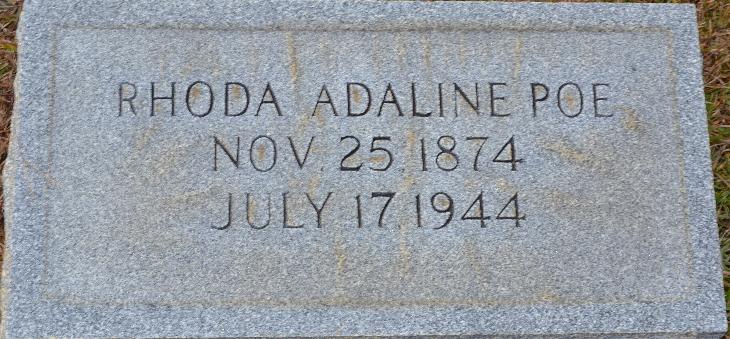 RHODA ADALINE POE
NOV. 25, 1874
JULY 17, 1944